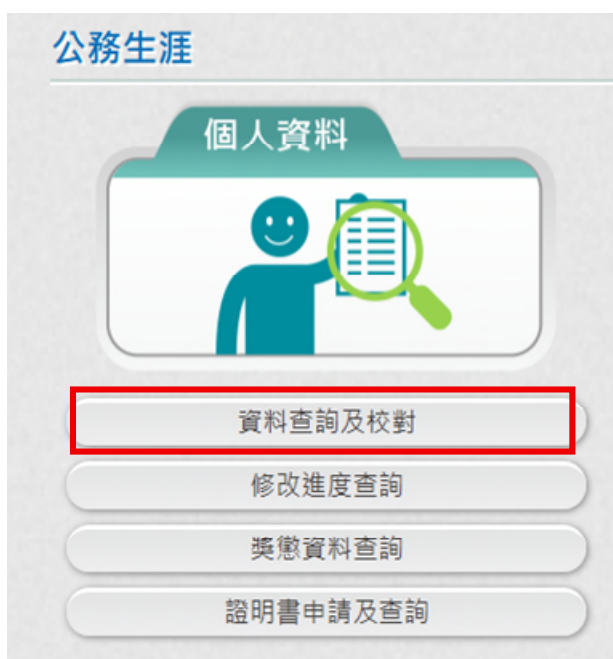 公務生涯
個人資料
資料查詢及校對
修改進度查詢
獎懲資料查詢
證明書申請及查詢